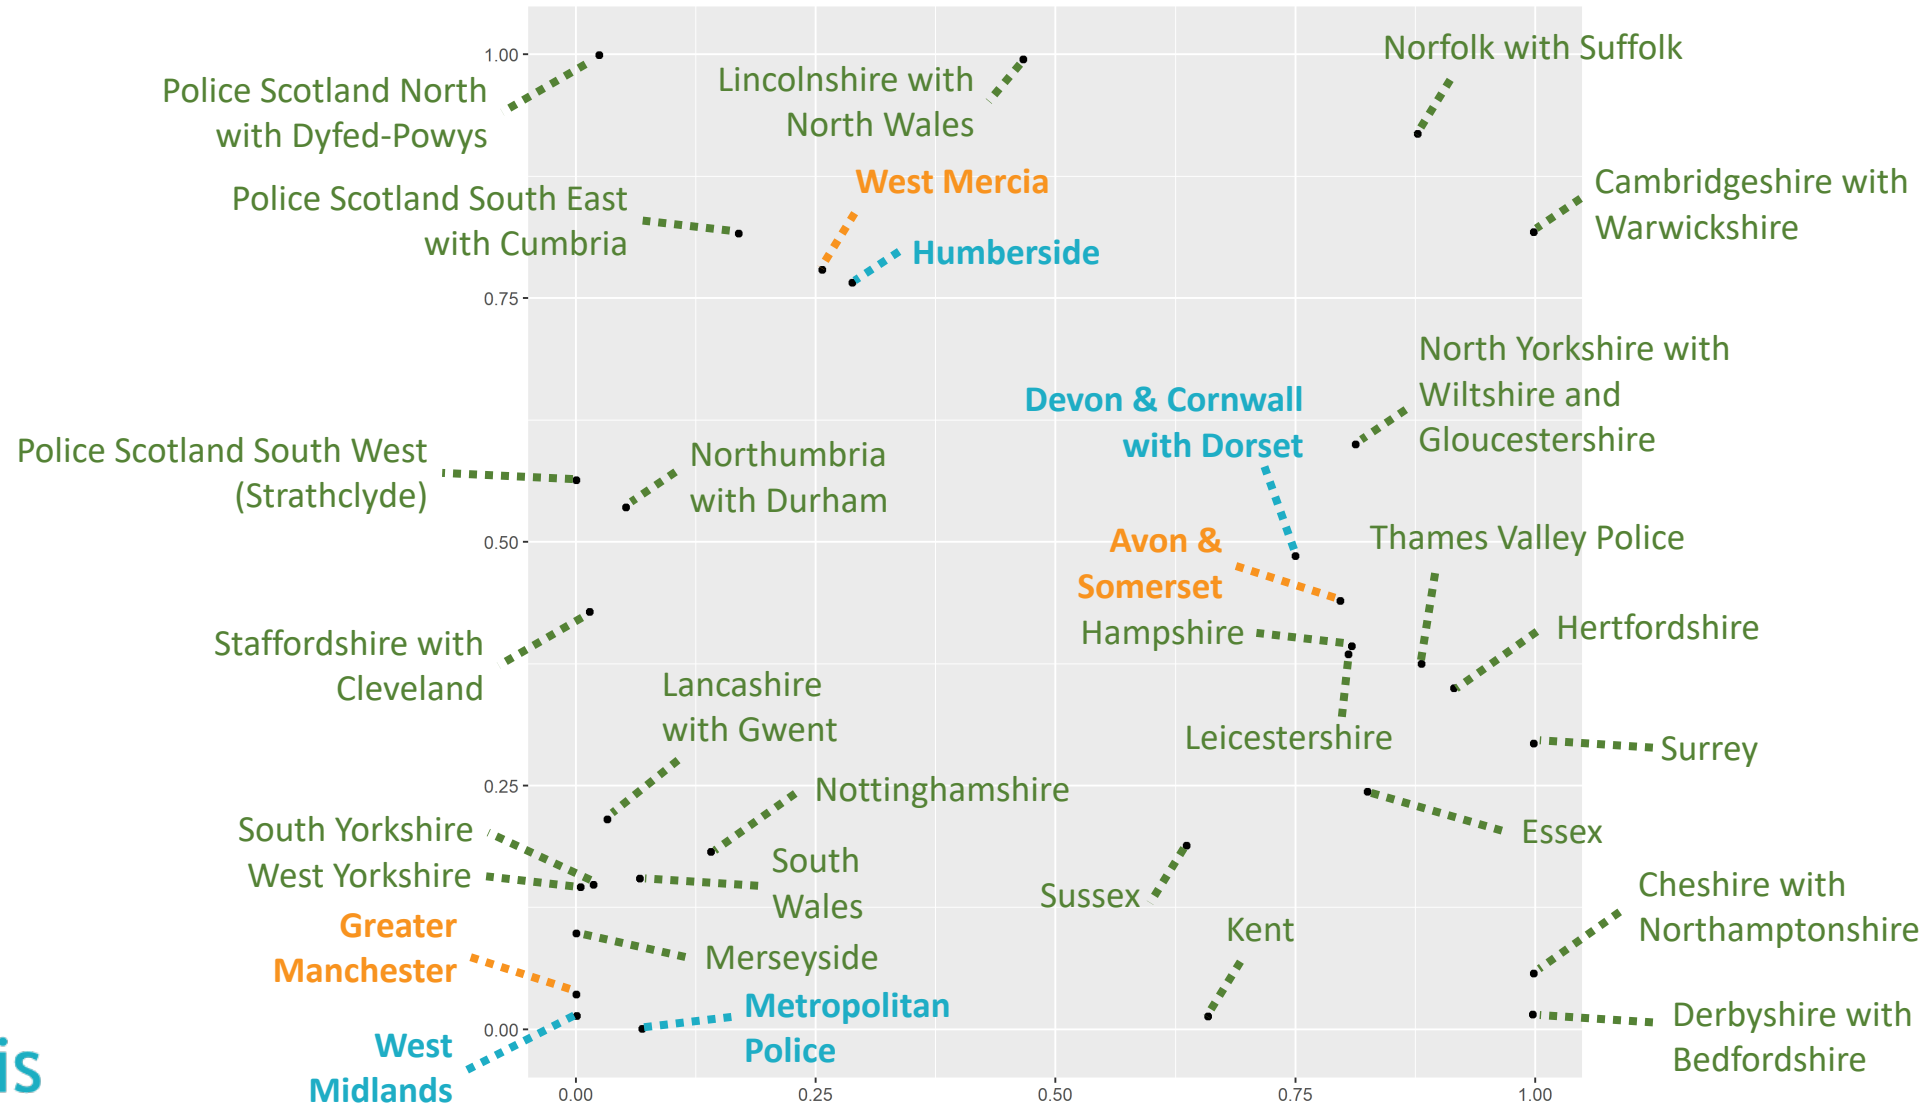 1.00
Norfolk with Suffolk
Police Scotland North
with Dyfed-Powys
Lincolnshire with
North Wales
West Mercia
Cambridgeshire with
Warwickshire
Police Scotland South East
with Cumbria
Humberside
0.75
North Yorkshire with
Wiltshire and
Gloucestershire
Devon & Cornwall
with Dorset
Police Scotland South West
(Strathclyde)
Northumbria
with Durham
0.50
Avon &
Somerset
Thames Valley Police
Hampshire
Hertfordshire
Staffordshire with
Cleveland
Lancashire
with Gwent
Leicestershire
Surrey
0.25
Nottinghamshire
South Yorkshire
West Yorkshire
Essex
South
Wales
Sussex
Cheshire with
Northamptonshire
Greater
Manchester
Kent
Merseyside
Metropolitan
Police
0.00
Derbyshire with
Bedfordshire
West
Midlands
is
0.00
0.25
0.50
0.75
1.00